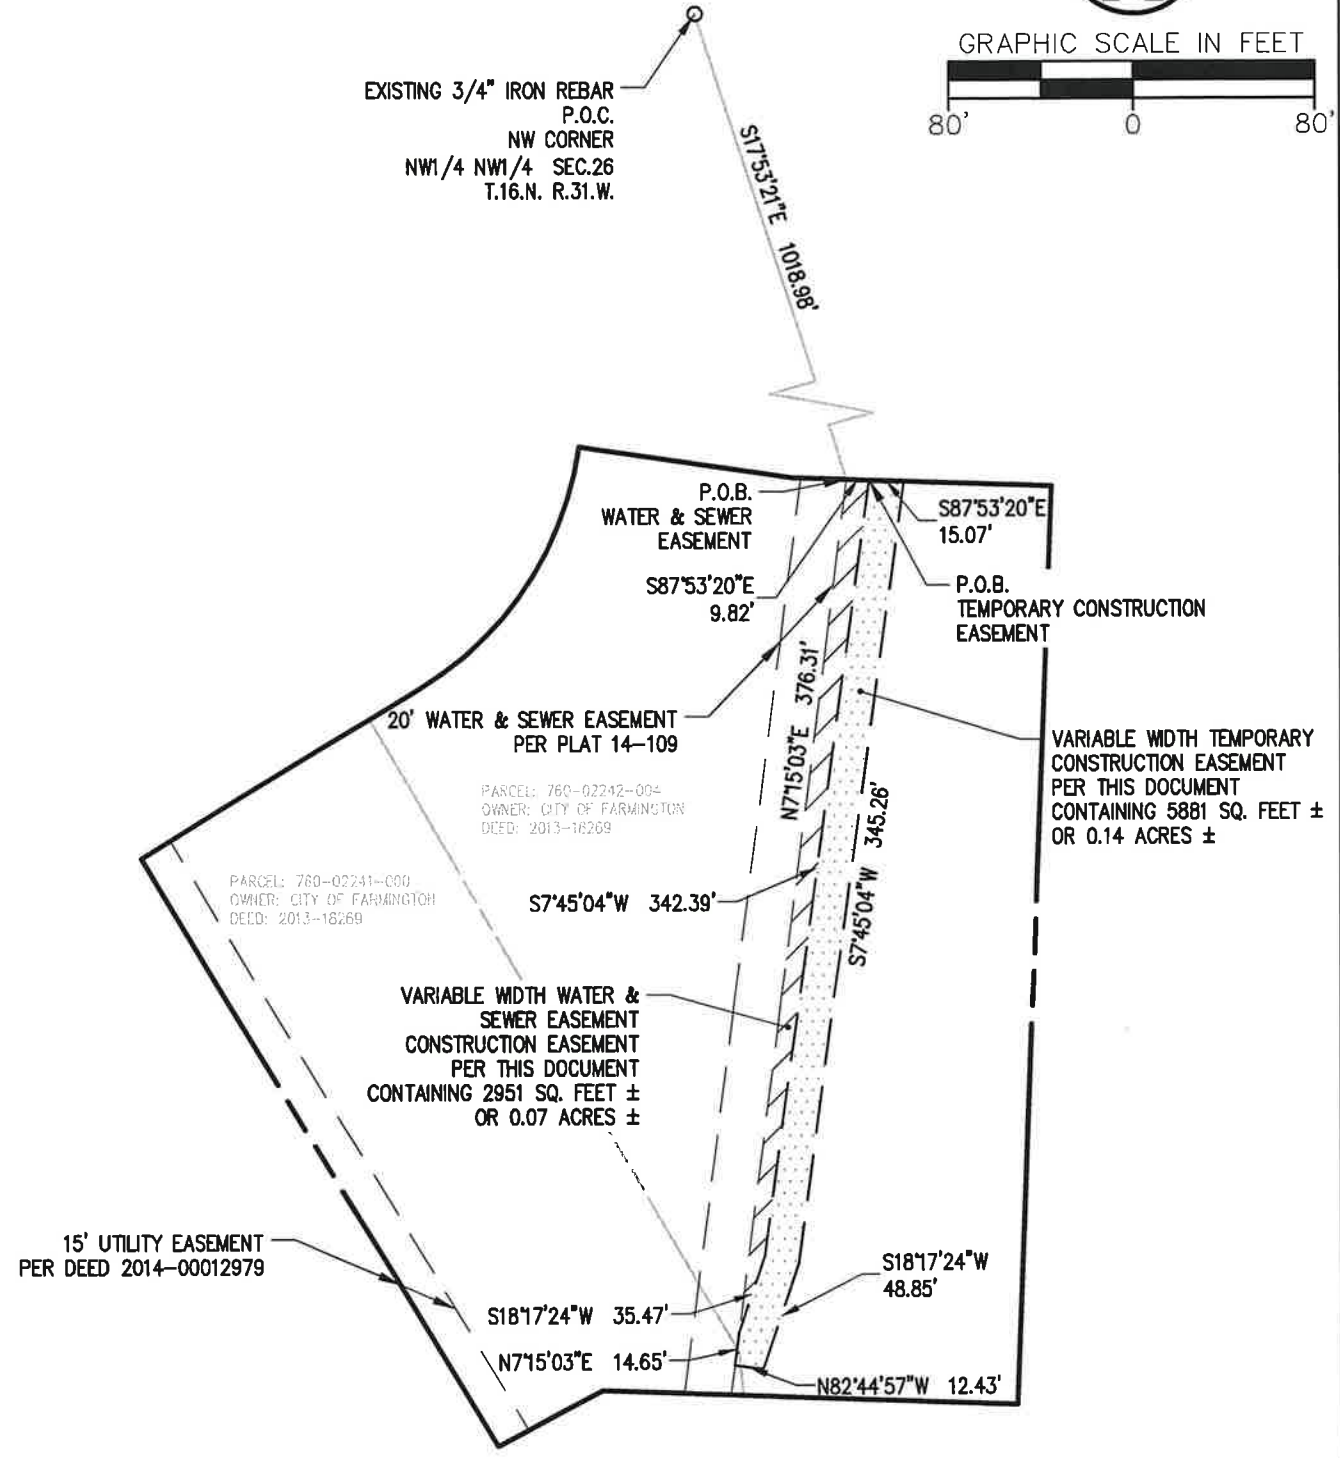 GRAPHIC SCALE IN FEET
80' 0 80'
EXISTING 3/4" IRON REBAR
P.O.C.
NW CORNER
NW1/4 NW1/4 SEC.26
T.16.N. R.31.W.
S17°53'21"E 1018.98'
P.O.B.
WATER & SEWER
EASEMENT
S87°53'20"E
15.07'
S87°53'20"E
9.82'
P.O.B.
TEMPORARY CONSTRUCTION
EASEMENT
20' WATER & SEWER EASEMENT
PER PLAT 14-109
N7°15'03"E 376.31'
VARIABLE WIDTH TEMPORARY
CONSTRUCTION EASEMENT
PER THIS DOCUMENT
CONTAINING 5881 SQ. FEET ±
OR 0.14 ACRES ±
PARCEL: 760-02242-004
OWNER: CITY OF FARMINGTON
DEED: 2013-18269
PARCEL: 760-02241-000
OWNER: CITY OF FARMINGTON
DEED: 2013-18269
S7°45'04"W 342.39'
S7°45'04"W 345.26'
VARIABLE WIDTH WATER &
SEWER EASEMENT
CONSTRUCTION EASEMENT
PER THIS DOCUMENT
CONTAINING 2951 SQ. FEET ±
OR 0.07 ACRES ±
15' UTILITY EASEMENT
PER DEED 2014-00012979
S18°17'24"W
48.85'
S18°17'24"W 35.47'
N7°15'03"E 14.65'
N82°44'57"W 12.43'